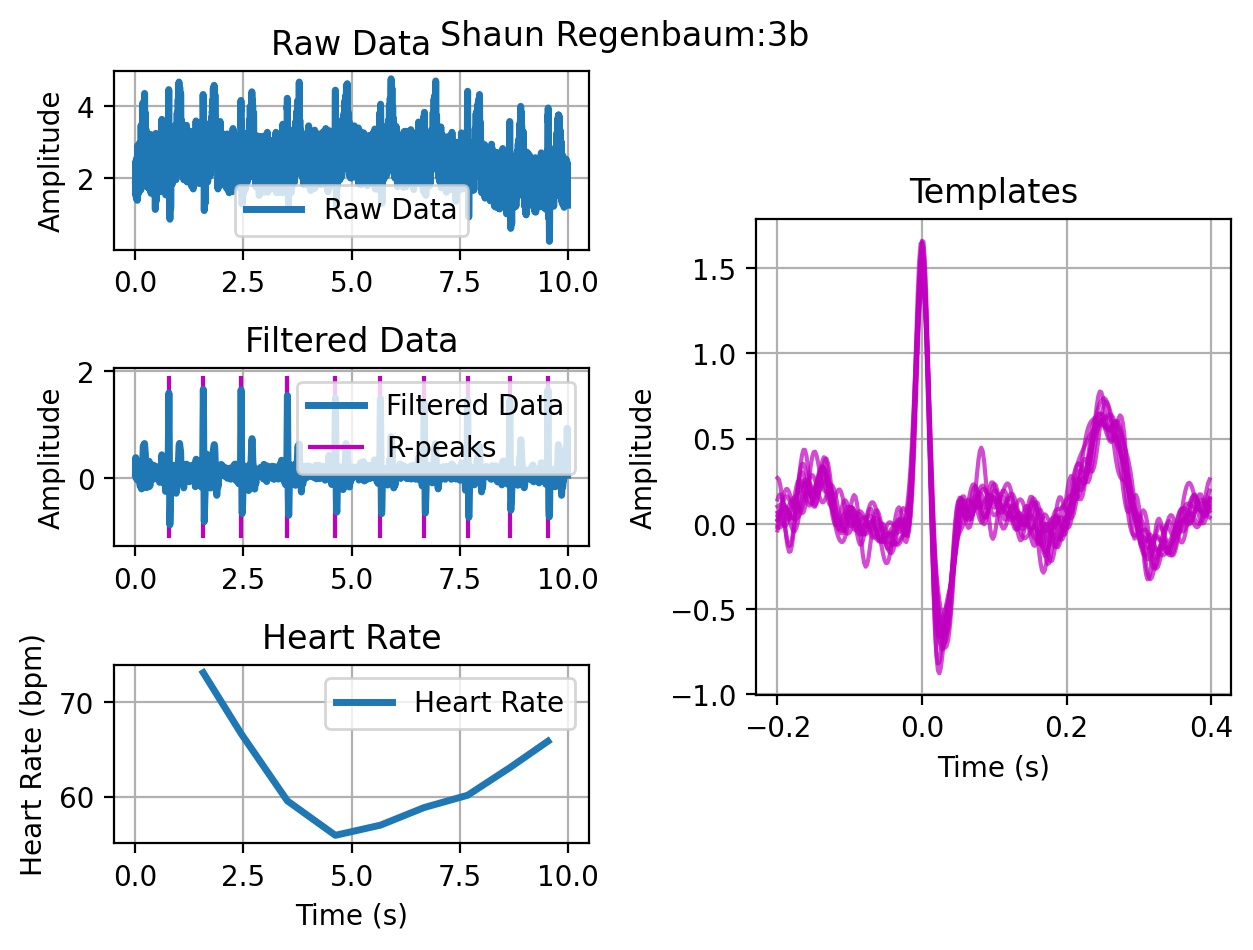 Shaun Regenbaum:3b
Raw Data
Amplitude
4
2
Raw Data
0.0 2.5 5.0 7.5 10.0
Filtered Data
Amplitude
2
0
Filtered Data
R-peaks
0.0 2.5 5.0 7.5 10.0
Heart Rate
Heart Rate (bpm)
70
60
Heart Rate
0.0 2.5 5.0 7.5 10.0
Time (s)
Templates
Amplitude
1.5
1.0
0.5
0.0
−0.5
−1.0
−0.2 0.0 0.2 0.4
Time (s)